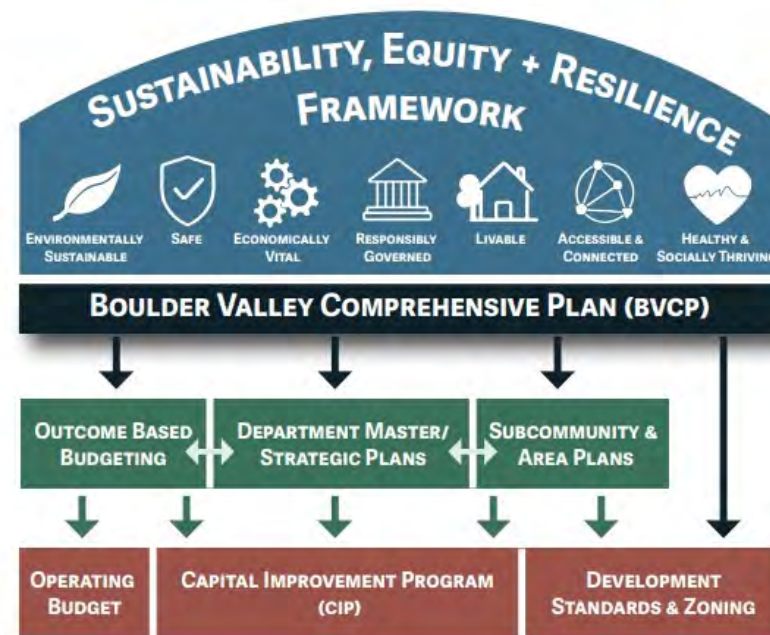 SUSTAINABILITY, EQUITY + RESILIENCE
FRAMEWORK
ENVIRONMENTALLY
SUSTAINABLE
SAFE
ECONOMICALLY
VITAL
RESPONSIBLY
GOVERNED
LIVABLE
ACCESSIBLE &
CONNECTED
HEALTHY &
SOCIALLY THRIVING
BOULDER VALLEY COMPREHENSIVE PLAN (BVCP)
OUTCOME BASED
BUDGETING
DEPARTMENT MASTER/
STRATEGIC PLANS
SUBCOMMUNITY &
AREA PLANS
OPERATING
BUDGET
CAPITAL IMPROVEMENT PROGRAM
(CIP)
DEVELOPMENT
STANDARDS & ZONING